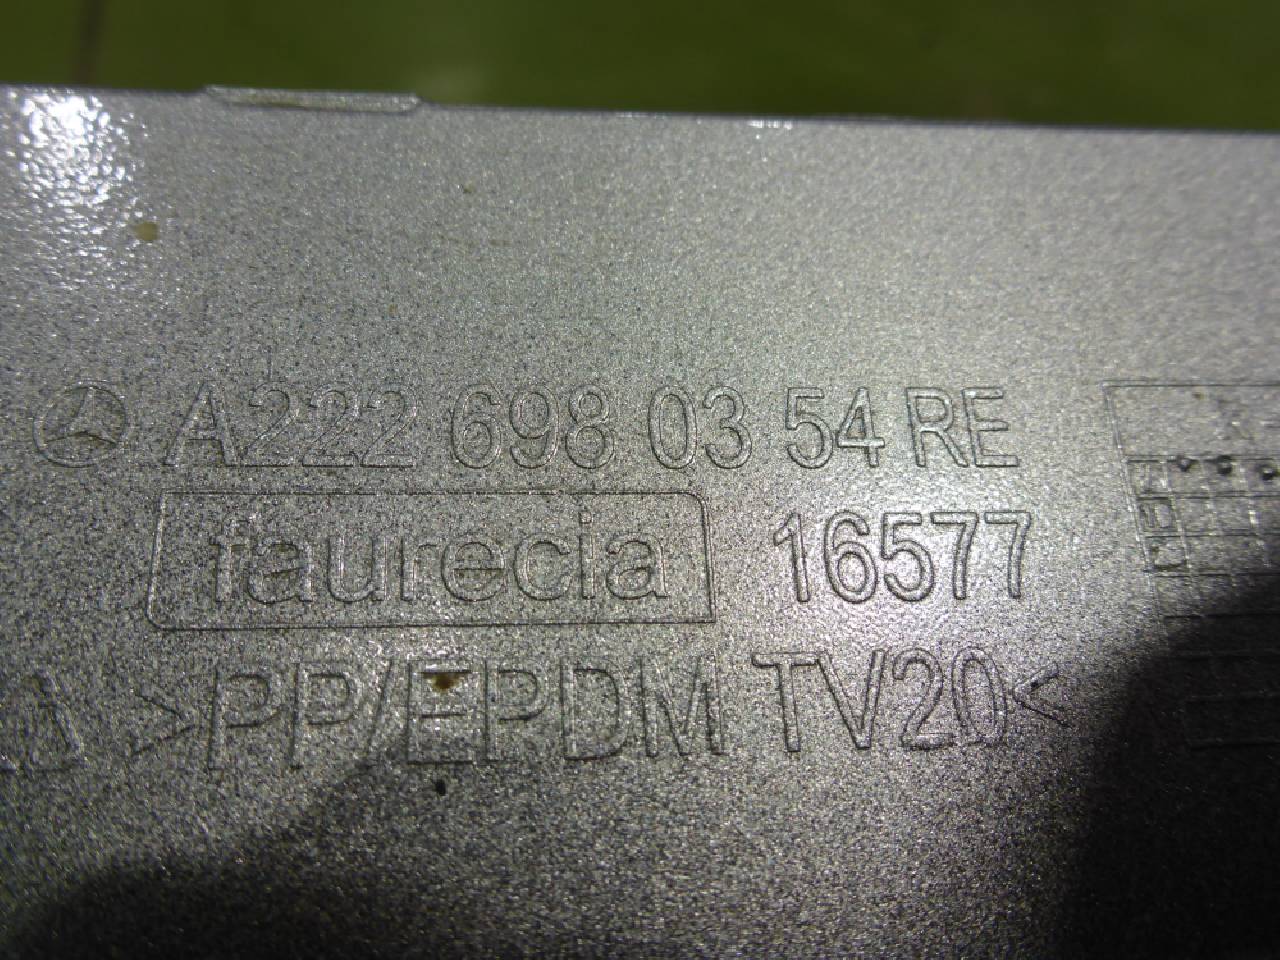 A222 698 03 54 RE
faurecia 16577
>PP/EPDM TV20<